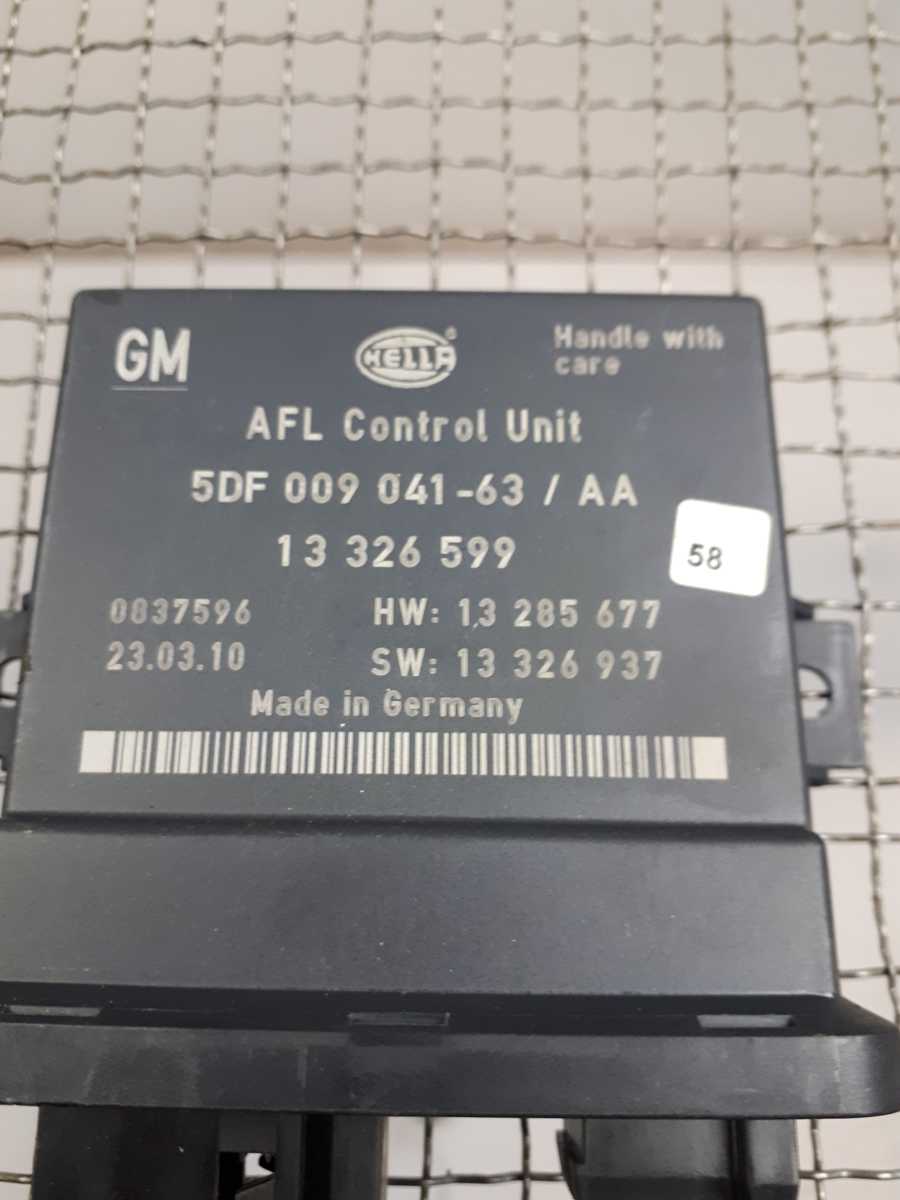 GM
HELLA
Handle with
care
AFL Control Unit
5DF 009 041-63 / AA
13 326 599
58
0837596
HW: 13 285 677
23.03.10
SW: 13 326 937
Made in Germany